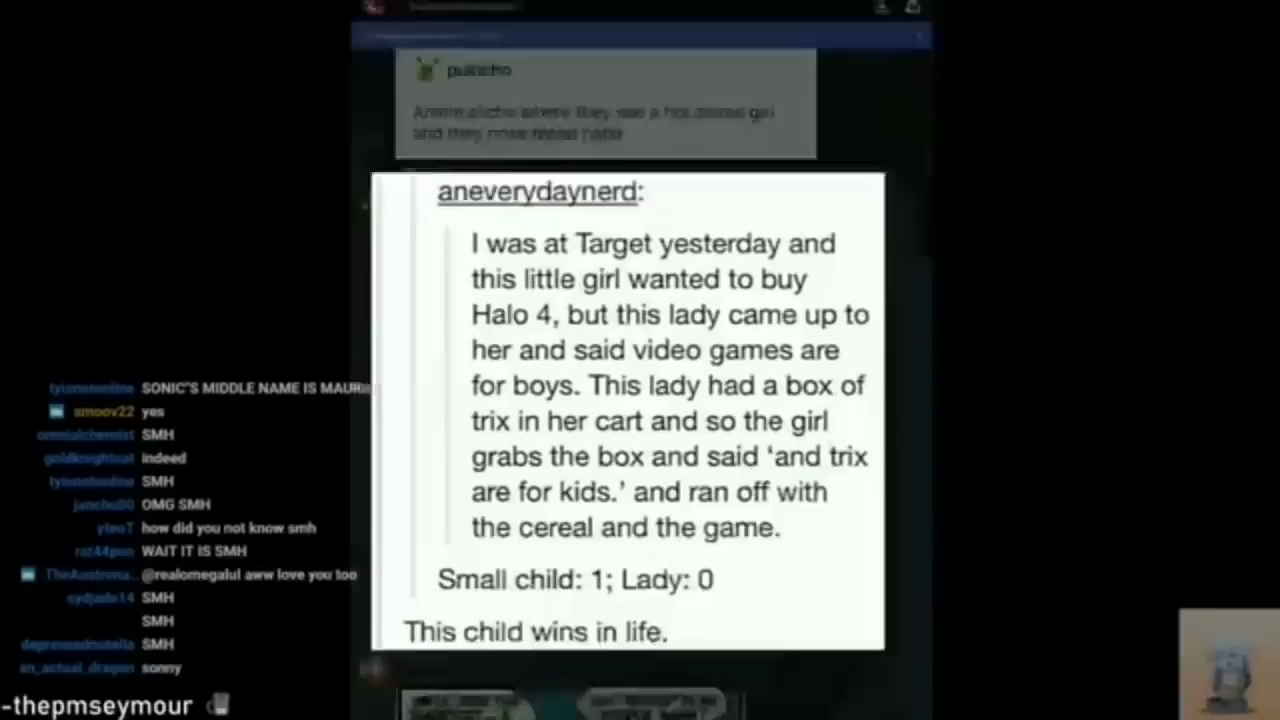 aneverydaynerd:
I was at Target yesterday and
this little girl wanted to buy
Halo 4, but this lady came up to
her and said video games are
for boys. This lady had a box of
trix in her cart and so the girl
grabs the box and said ‘and trix
are for kids.’ and ran off with
the cereal and the game.
Small child: 1; Lady: 0
This child wins in life.
SONIC'S MIDDLE NAME IS
smoov22 yes
SMH
indeed
SMH
janchu00 OMG SMH
yteoT how did you not know smh
WAIT IT IS SMH
@realomegalul aww love you too
sydjade14 SMH
SMH
SMH
an_actual_dragon sonny
-thepmseymour